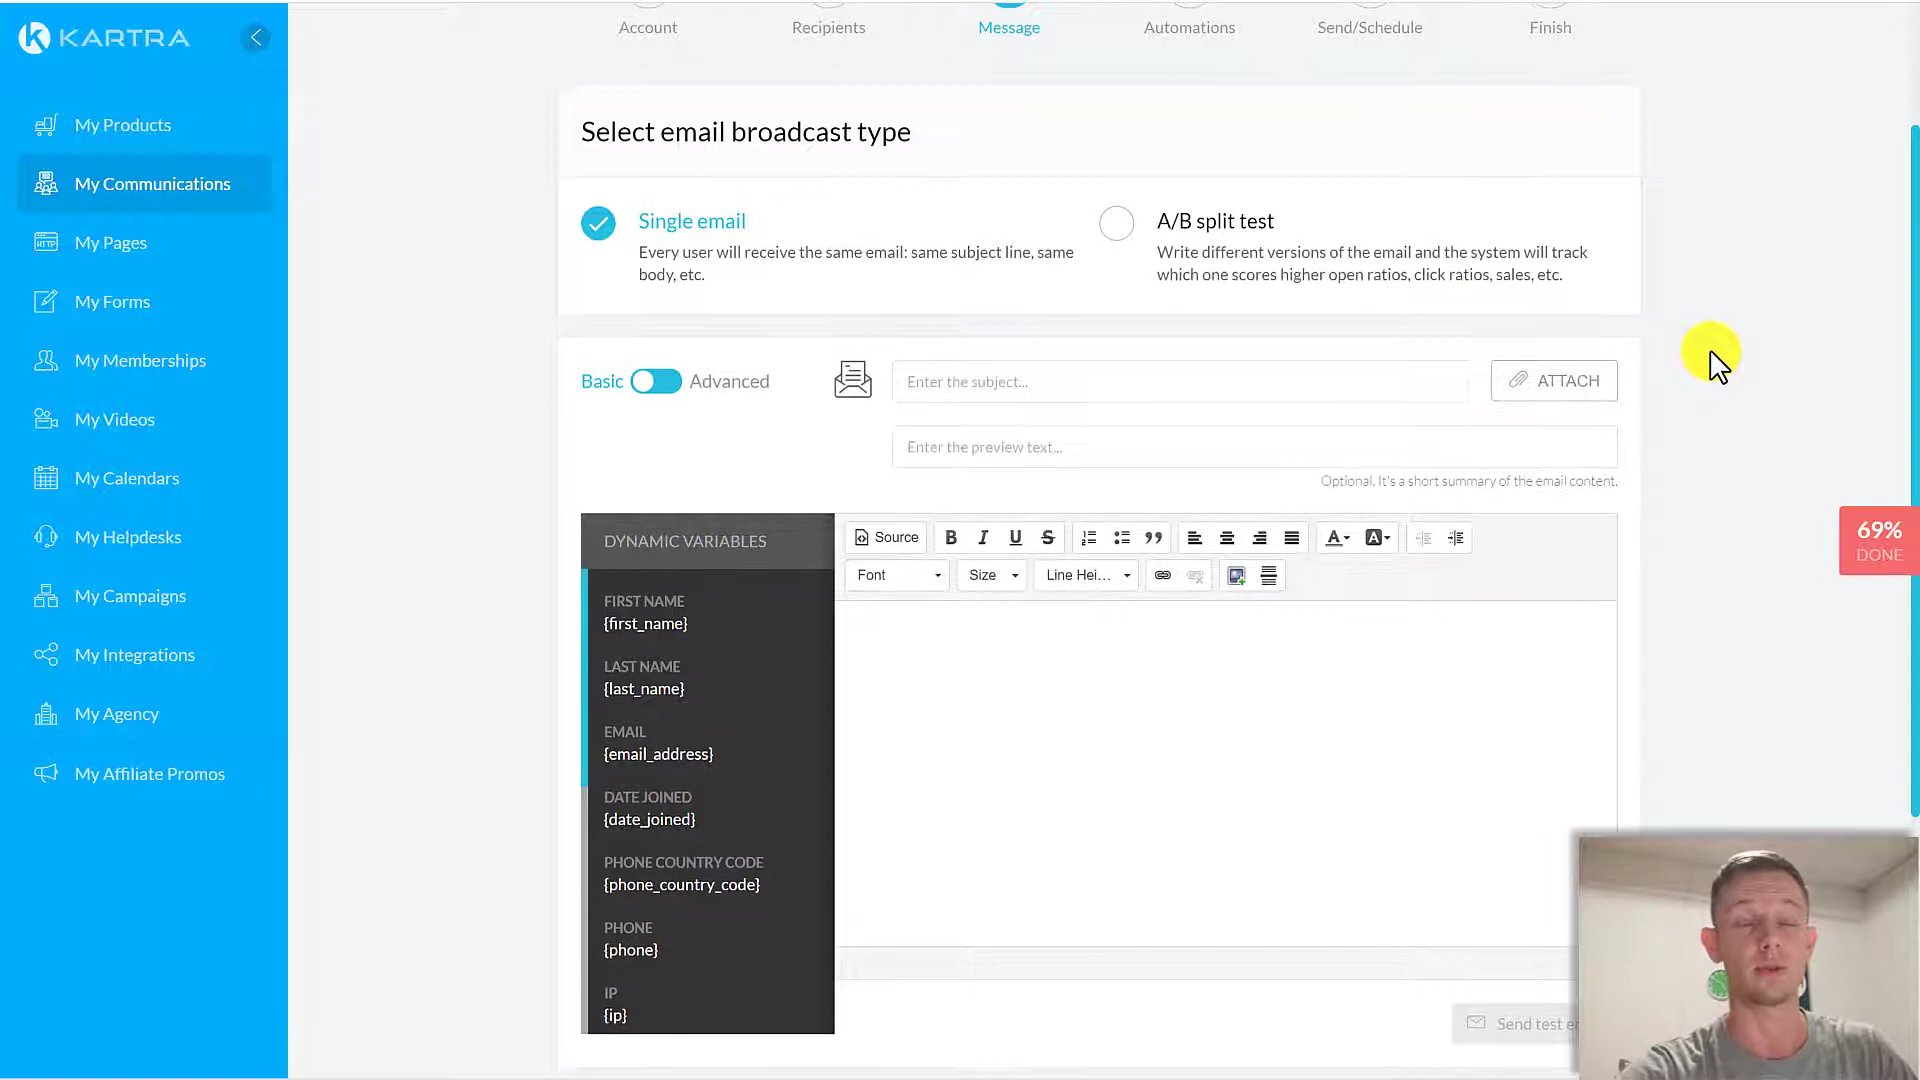 KARTRA
My Products
My Communications
My Pages
HTTP
My Forms
My Memberships
My Videos
My Calendars
My Helpdesks
My Campaigns
My Integrations
My Agency
My Affiliate Promos
Account
Recipients
Message
Automations
Send/Schedule
Finish
Select email broadcast type
Single email
Every user will receive the same email: same subject line, same
body, etc.
A/B split test
Write different versions of the email and the system will track
which one scores higher open ratios, click ratios, sales, etc.
Basic
Advanced
Enter the subject...
ATTACH
Enter the preview text...
Optional. It's a short summary of the email content.
DYNAMIC VARIABLES
FIRST NAME
{first_name}
LAST NAME
{last_name}
EMAIL
{email_address}
DATE JOINED
{date_joined}
PHONE COUNTRY CODE
{phone_country_code}
PHONE
{phone}
IP
{ip}
Source
B I U S
A A
Font
Size
Line Hei...
Send test e
69%
DONE